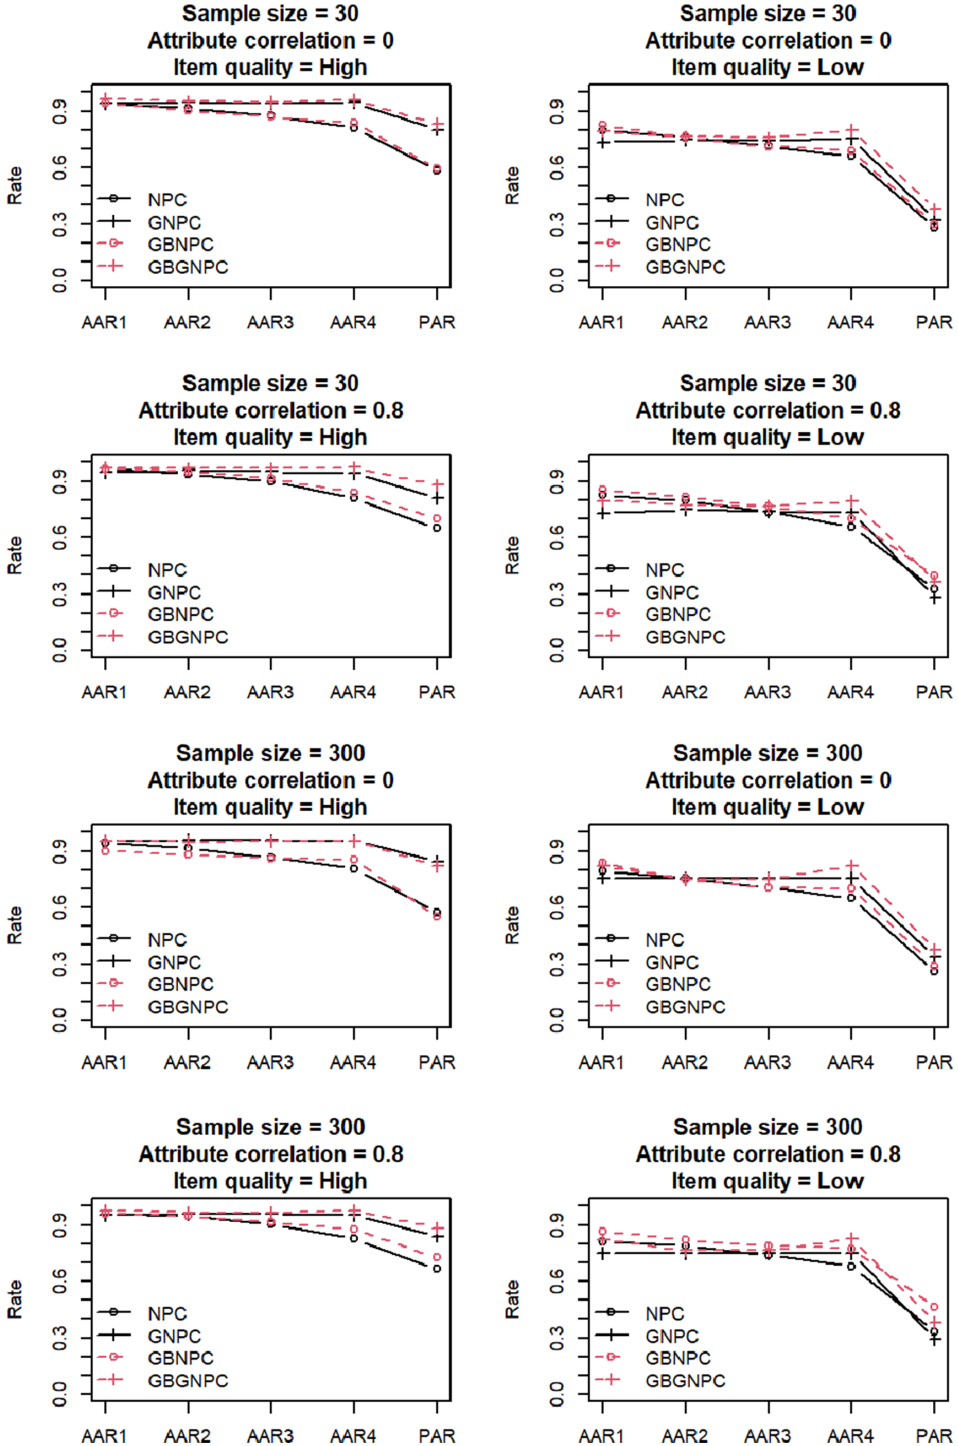 Sample size = 30
Attribute correlation = 0
Item quality = High
Rate
0.9
0.6
0.3
0.0
NPC
GNPC
GBNPC
GBGNPC
AAR1 AAR2 AAR3 AAR4 PAR
Sample size = 30
Attribute correlation = 0
Item quality = Low
Rate
0.9
0.6
0.3
0.0
NPC
GNPC
GBNPC
GBGNPC
AAR1 AAR2 AAR3 AAR4 PAR
Sample size = 30
Attribute correlation = 0.8
Item quality = High
Rate
0.9
0.6
0.3
0.0
NPC
GNPC
GBNPC
GBGNPC
AAR1 AAR2 AAR3 AAR4 PAR
Sample size = 30
Attribute correlation = 0.8
Item quality = Low
Rate
0.9
0.6
0.3
0.0
NPC
GNPC
GBNPC
GBGNPC
AAR1 AAR2 AAR3 AAR4 PAR
Sample size = 300
Attribute correlation = 0
Item quality = High
Rate
0.9
0.6
0.3
0.0
NPC
GNPC
GBNPC
GBGNPC
AAR1 AAR2 AAR3 AAR4 PAR
Sample size = 300
Attribute correlation = 0
Item quality = Low
Rate
0.9
0.6
0.3
0.0
NPC
GNPC
GBNPC
GBGNPC
AAR1 AAR2 AAR3 AAR4 PAR
Sample size = 300
Attribute correlation = 0.8
Item quality = High
Rate
0.9
0.6
0.3
0.0
NPC
GNPC
GBNPC
GBGNPC
AAR1 AAR2 AAR3 AAR4 PAR
Sample size = 300
Attribute correlation = 0.8
Item quality = Low
Rate
0.9
0.6
0.3
0.0
NPC
GNPC
GBNPC
GBGNPC
AAR1 AAR2 AAR3 AAR4 PAR